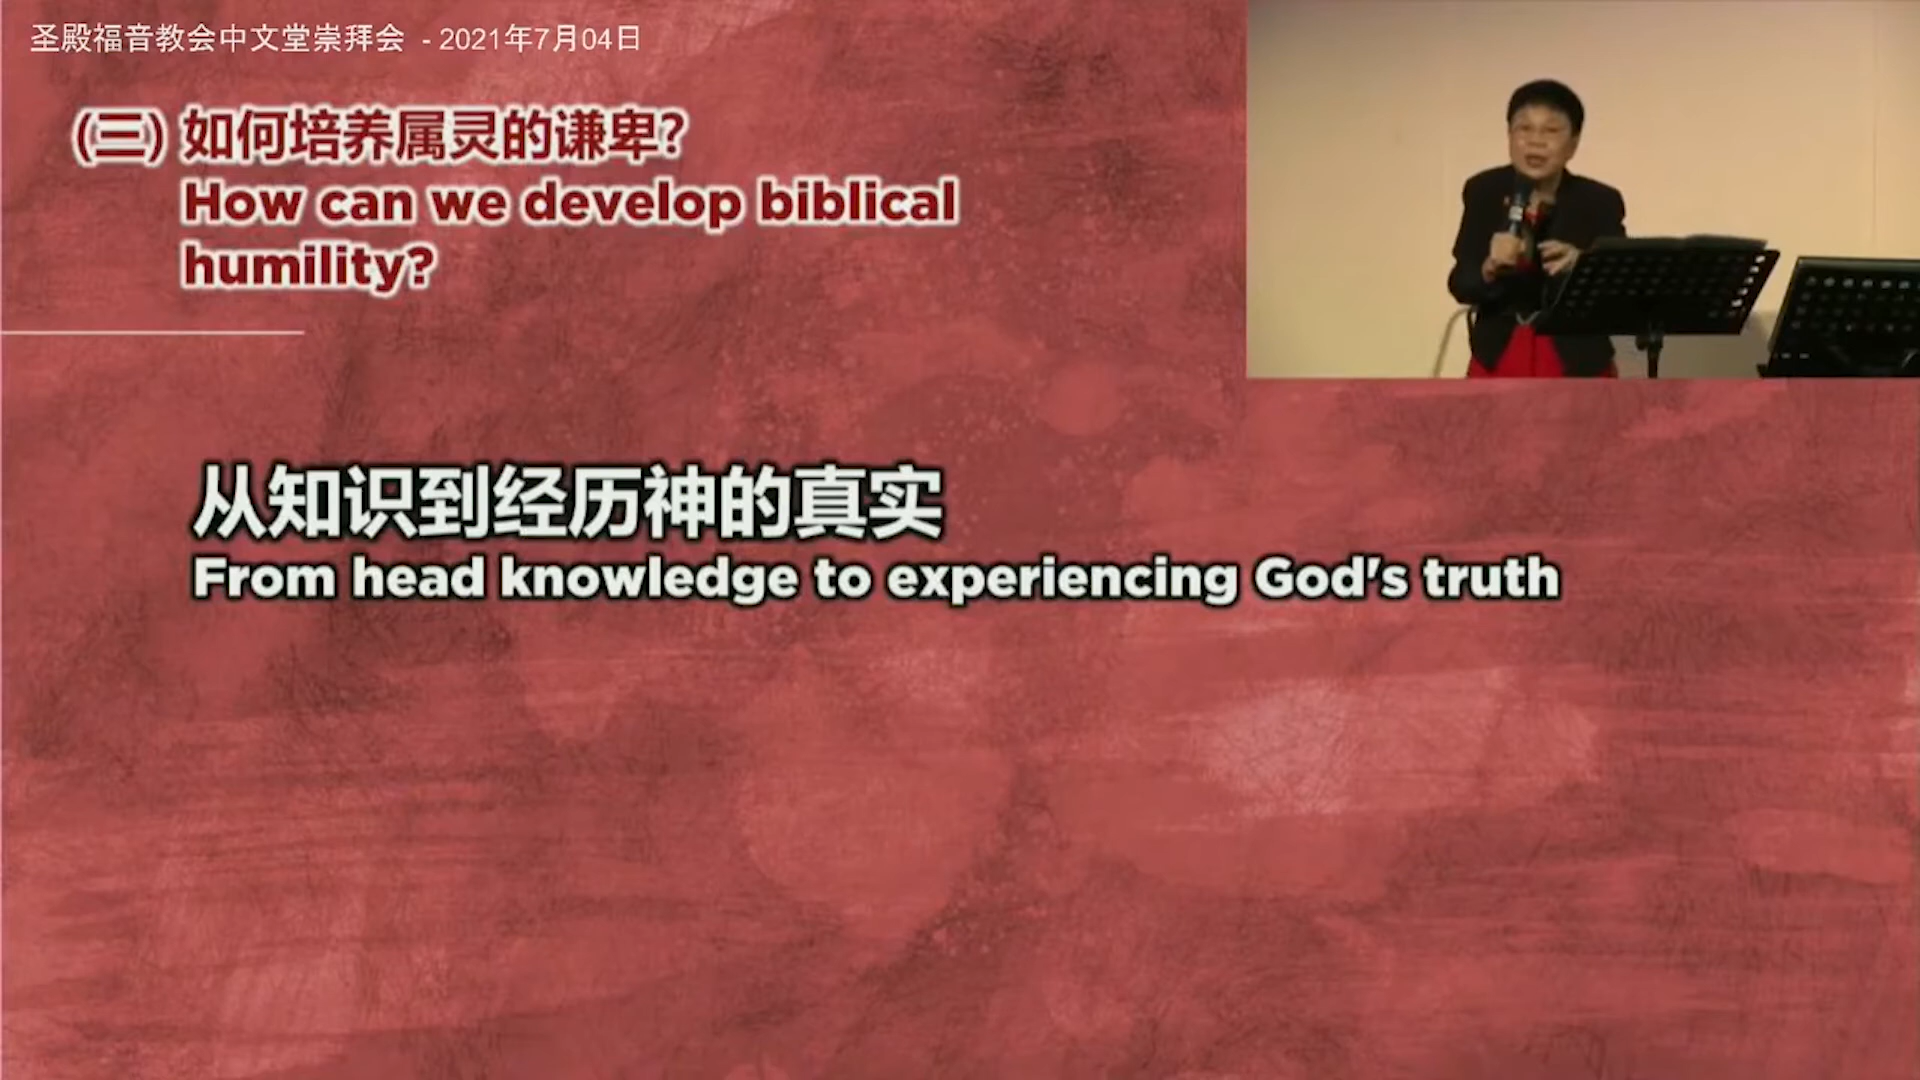 圣殿福音教会中文堂崇拜会 - 2021年7月04日
(三) 如何培养属灵的谦卑?
How can we develop biblical
humility?
从知识到经历神的真实
From head knowledge to experiencing God's truth